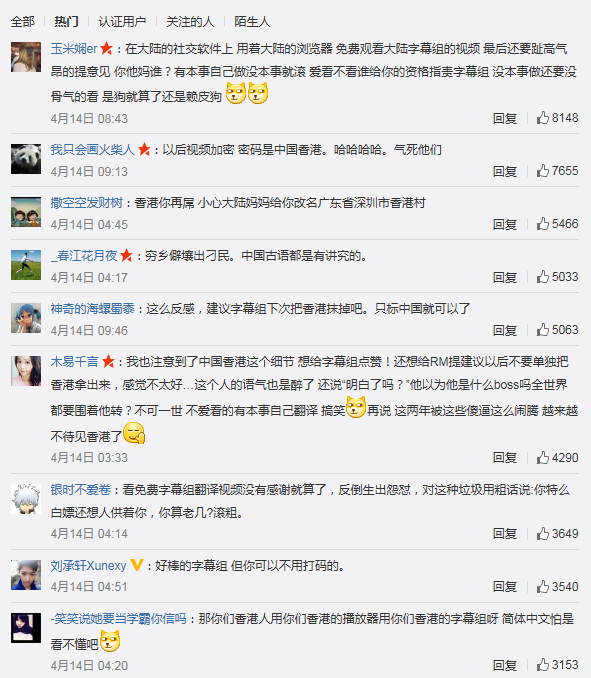 全部 热门 认证用户 关注的人 陌生人
玉米娴er：在大陆的社交软件上 用着大陆的浏览器 免费观看大陆字幕组的视频 最后还要趾高气
昂的提意见 你他妈谁？有本事自己做没本事就滚 爱看不看谁给你的资格指责字幕组 没本事做还要没
骨气的看 是狗就算了还是赖皮狗
4月14日 08:43 回复 8148
我只会画火柴人：以后视频加密 密码是中国香港。哈哈哈哈。气死他们
4月14日 09:13 回复 7655
撒空空发财树：香港你再屌 小心大陆妈妈给你改名广东省深圳市香港村
4月14日 04:45 回复 5466
_春江花月夜：穷乡僻壤出刁民。中国古语都是有讲究的。
4月14日 04:17 回复 5033
神奇的海螺蜀黍：这么反感，建议字幕组下次把香港抹掉吧。只标中国就可以了
4月14日 09:46 回复 5063
木易千言：我也注意到了中国香港这个细节 想给字幕组点赞！还想给RM提建议以后不要单独把
香港拿出来，感觉不太好…这个人的语气也是醉了 还说“明白了吗？”他以为他是什么boss吗全世界
都要围着他转？不可一世 不爱看的有本事自己翻译 搞笑再说 这两年被这些傻逼这么闹腾 越来越
不待见香港了
4月14日 03:33 回复 4290
银时不爱卷：看免费字幕组翻译视频没有感谢就算了，反倒生出怨怼，对这种垃圾用粗话说:你特么
白嫖还想人供着你，你算老几?滚粗。
4月14日 04:14 回复 3649
刘承轩Xunexy：好棒的字幕组 但你可以不用打码的。
4月14日 04:51 回复 3540
-笑笑说她要当学霸你信吗：那你们香港人用你们香港的播放器用你们香港的字幕组呀 简体中文怕是
看不懂吧
4月14日 04:20 回复 3153